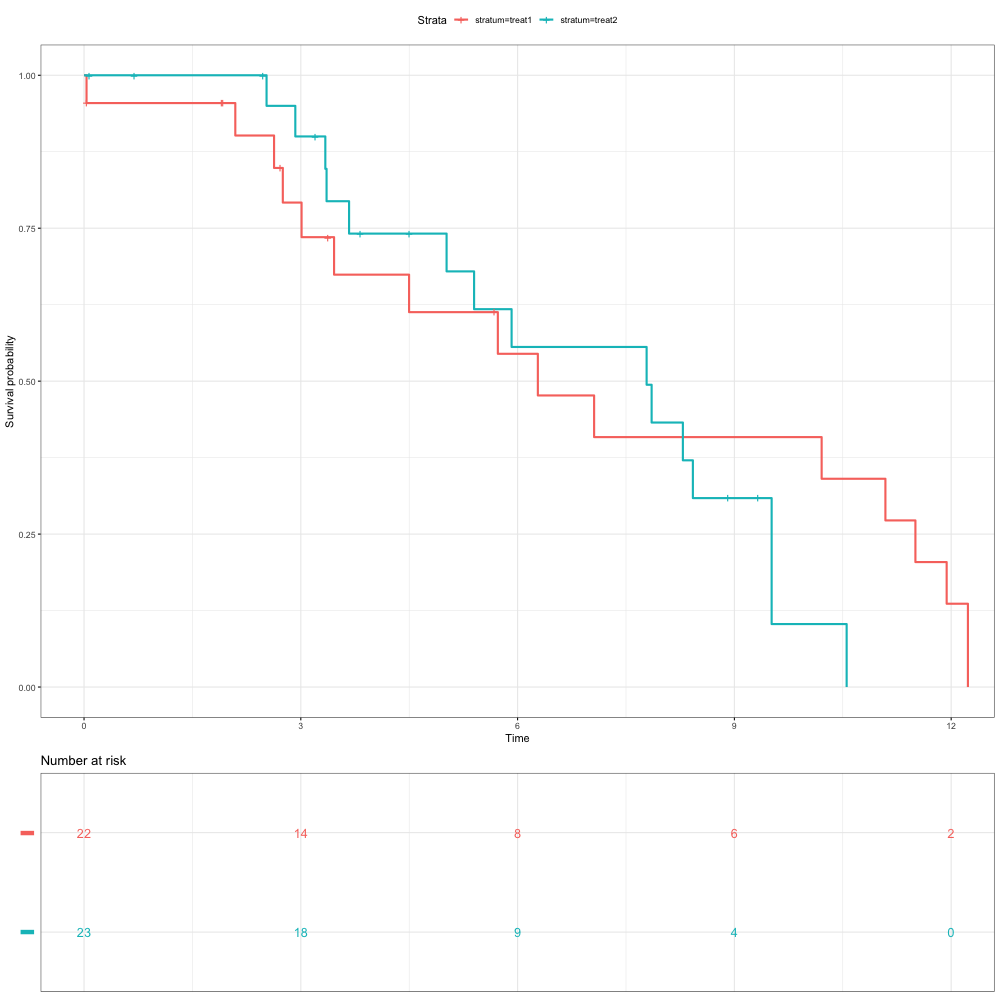 Strata stratum=treat1 stratum=treat2
Survival probability
1.00
0.75
0.50
0.25
0.00
0 3 6 9 12
Time
Number at risk
22 14 8 6 2
23 18 9 4 0